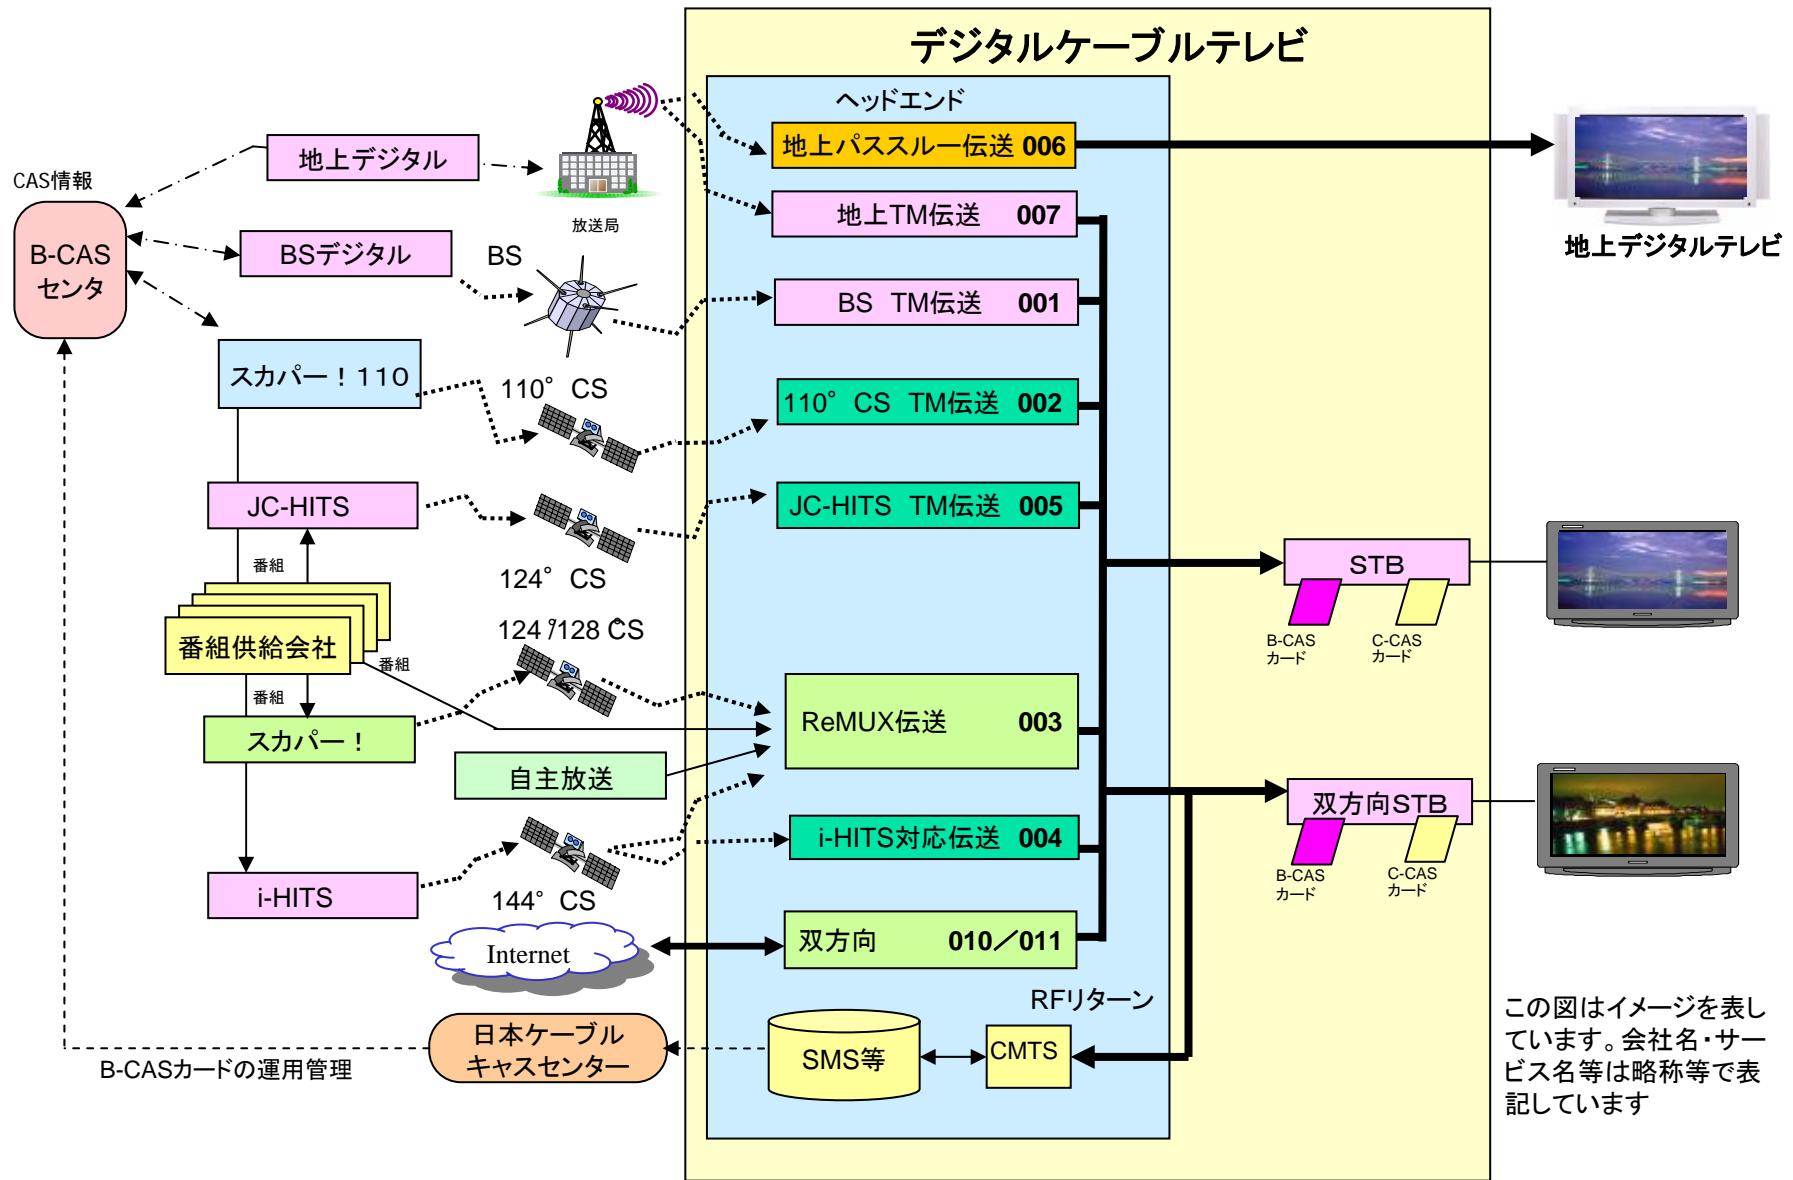 デジタルケーブルテレビ
ヘッドエンド
地上パススルー伝送 006
地上デジタル
CAS情報
放送局
地上TM伝送 007
地上デジタルテレビ
B-CAS
センタ
BSデジタル
BS
BS TM伝送 001
スカパー！110
110° CS
110° CS TM伝送 002
JC-HITS
JC-HITS TM伝送 005
124° CS
番組
STB
B-CAS
カード
C-CAS
カード
124°/128°CS
番組供給会社
番組
番組
スカパー！
ReMUX伝送 003
自主放送
双方向STB
B-CAS
カード
C-CAS
カード
i-HITS対応伝送 004
i-HITS
144° CS
Internet
双方向 010／011
RFリターン
日本ケーブル
キャスセンター
SMS等
CMTS
B-CASカードの運用管理
この図はイメージを表し
ています。会社名・サー
ビス名等は略称等で表
記しています